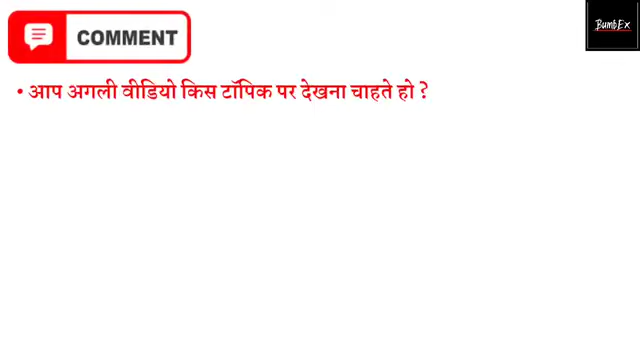 COMMENT
BumbEx
• आप अगली वीडियो किस टॉपिक पर देखना चाहते हो ?